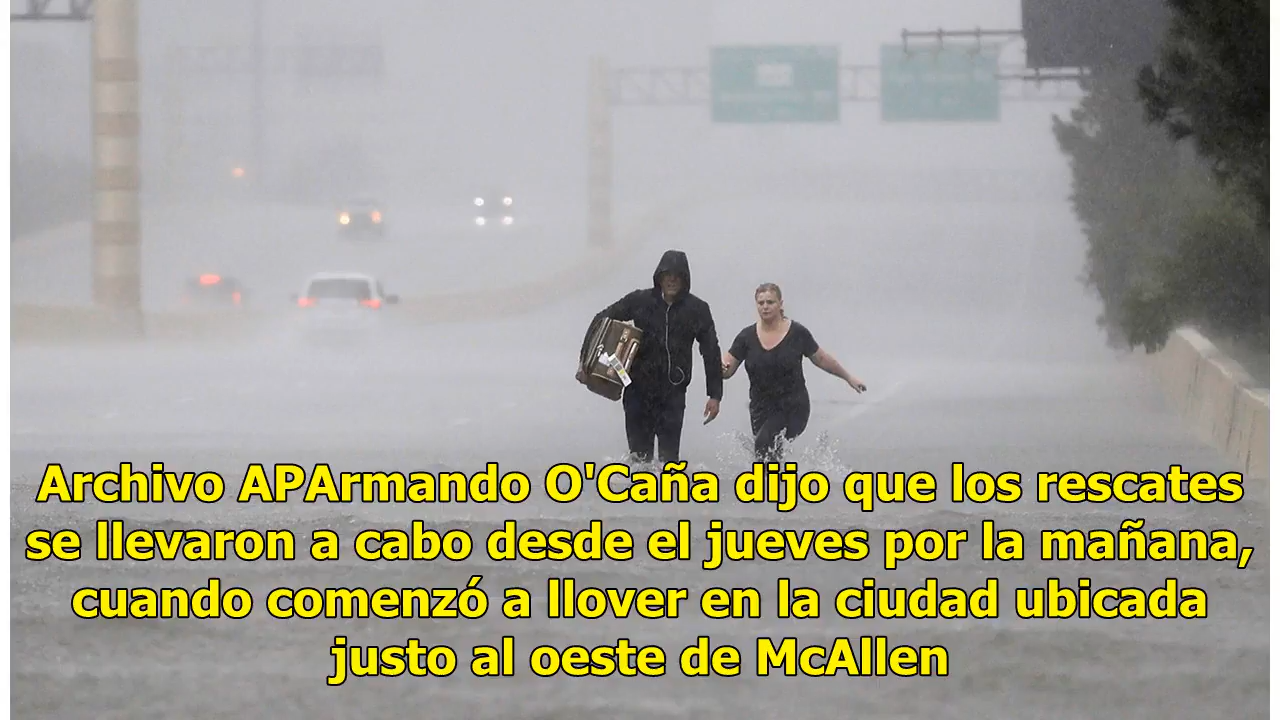 Archivo APArmando O'Caña dijo que los rescates
se llevaron a cabo desde el jueves por la mañana,
cuando comenzó a llover en la ciudad ubicada
justo al oeste de McAllen